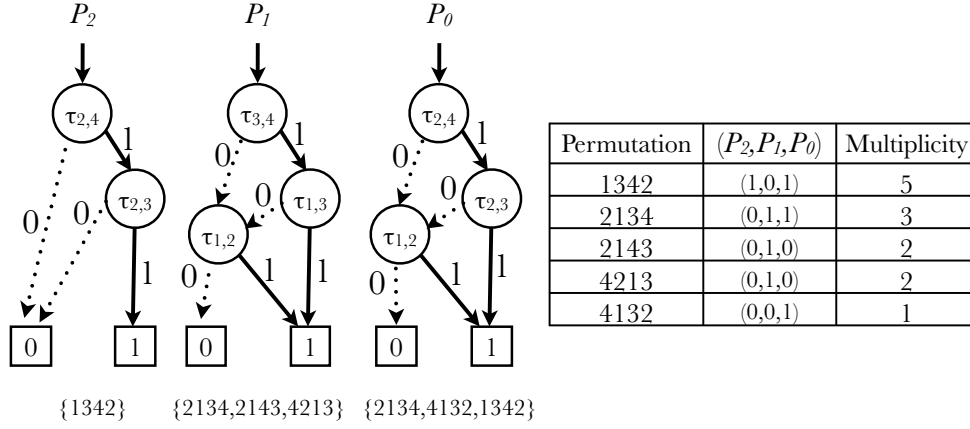 P2 P1 P0
τ2,4 τ3,4 τ2,4
1 1 1
0 0 0
0 τ2,3 0 τ1,3 0 τ2,3
τ1,2 τ1,2
0 1 1 0 1 1
1
0 1 0 1 0 1
{1342} {2134,2143,4213} {2134,4132,1342}
Permutation (P2,P1,P0) Multiplicity
1342 (1,0,1) 5
2134 (0,1,1) 3
2143 (0,1,0) 2
4213 (0,1,0) 2
4132 (0,0,1) 1